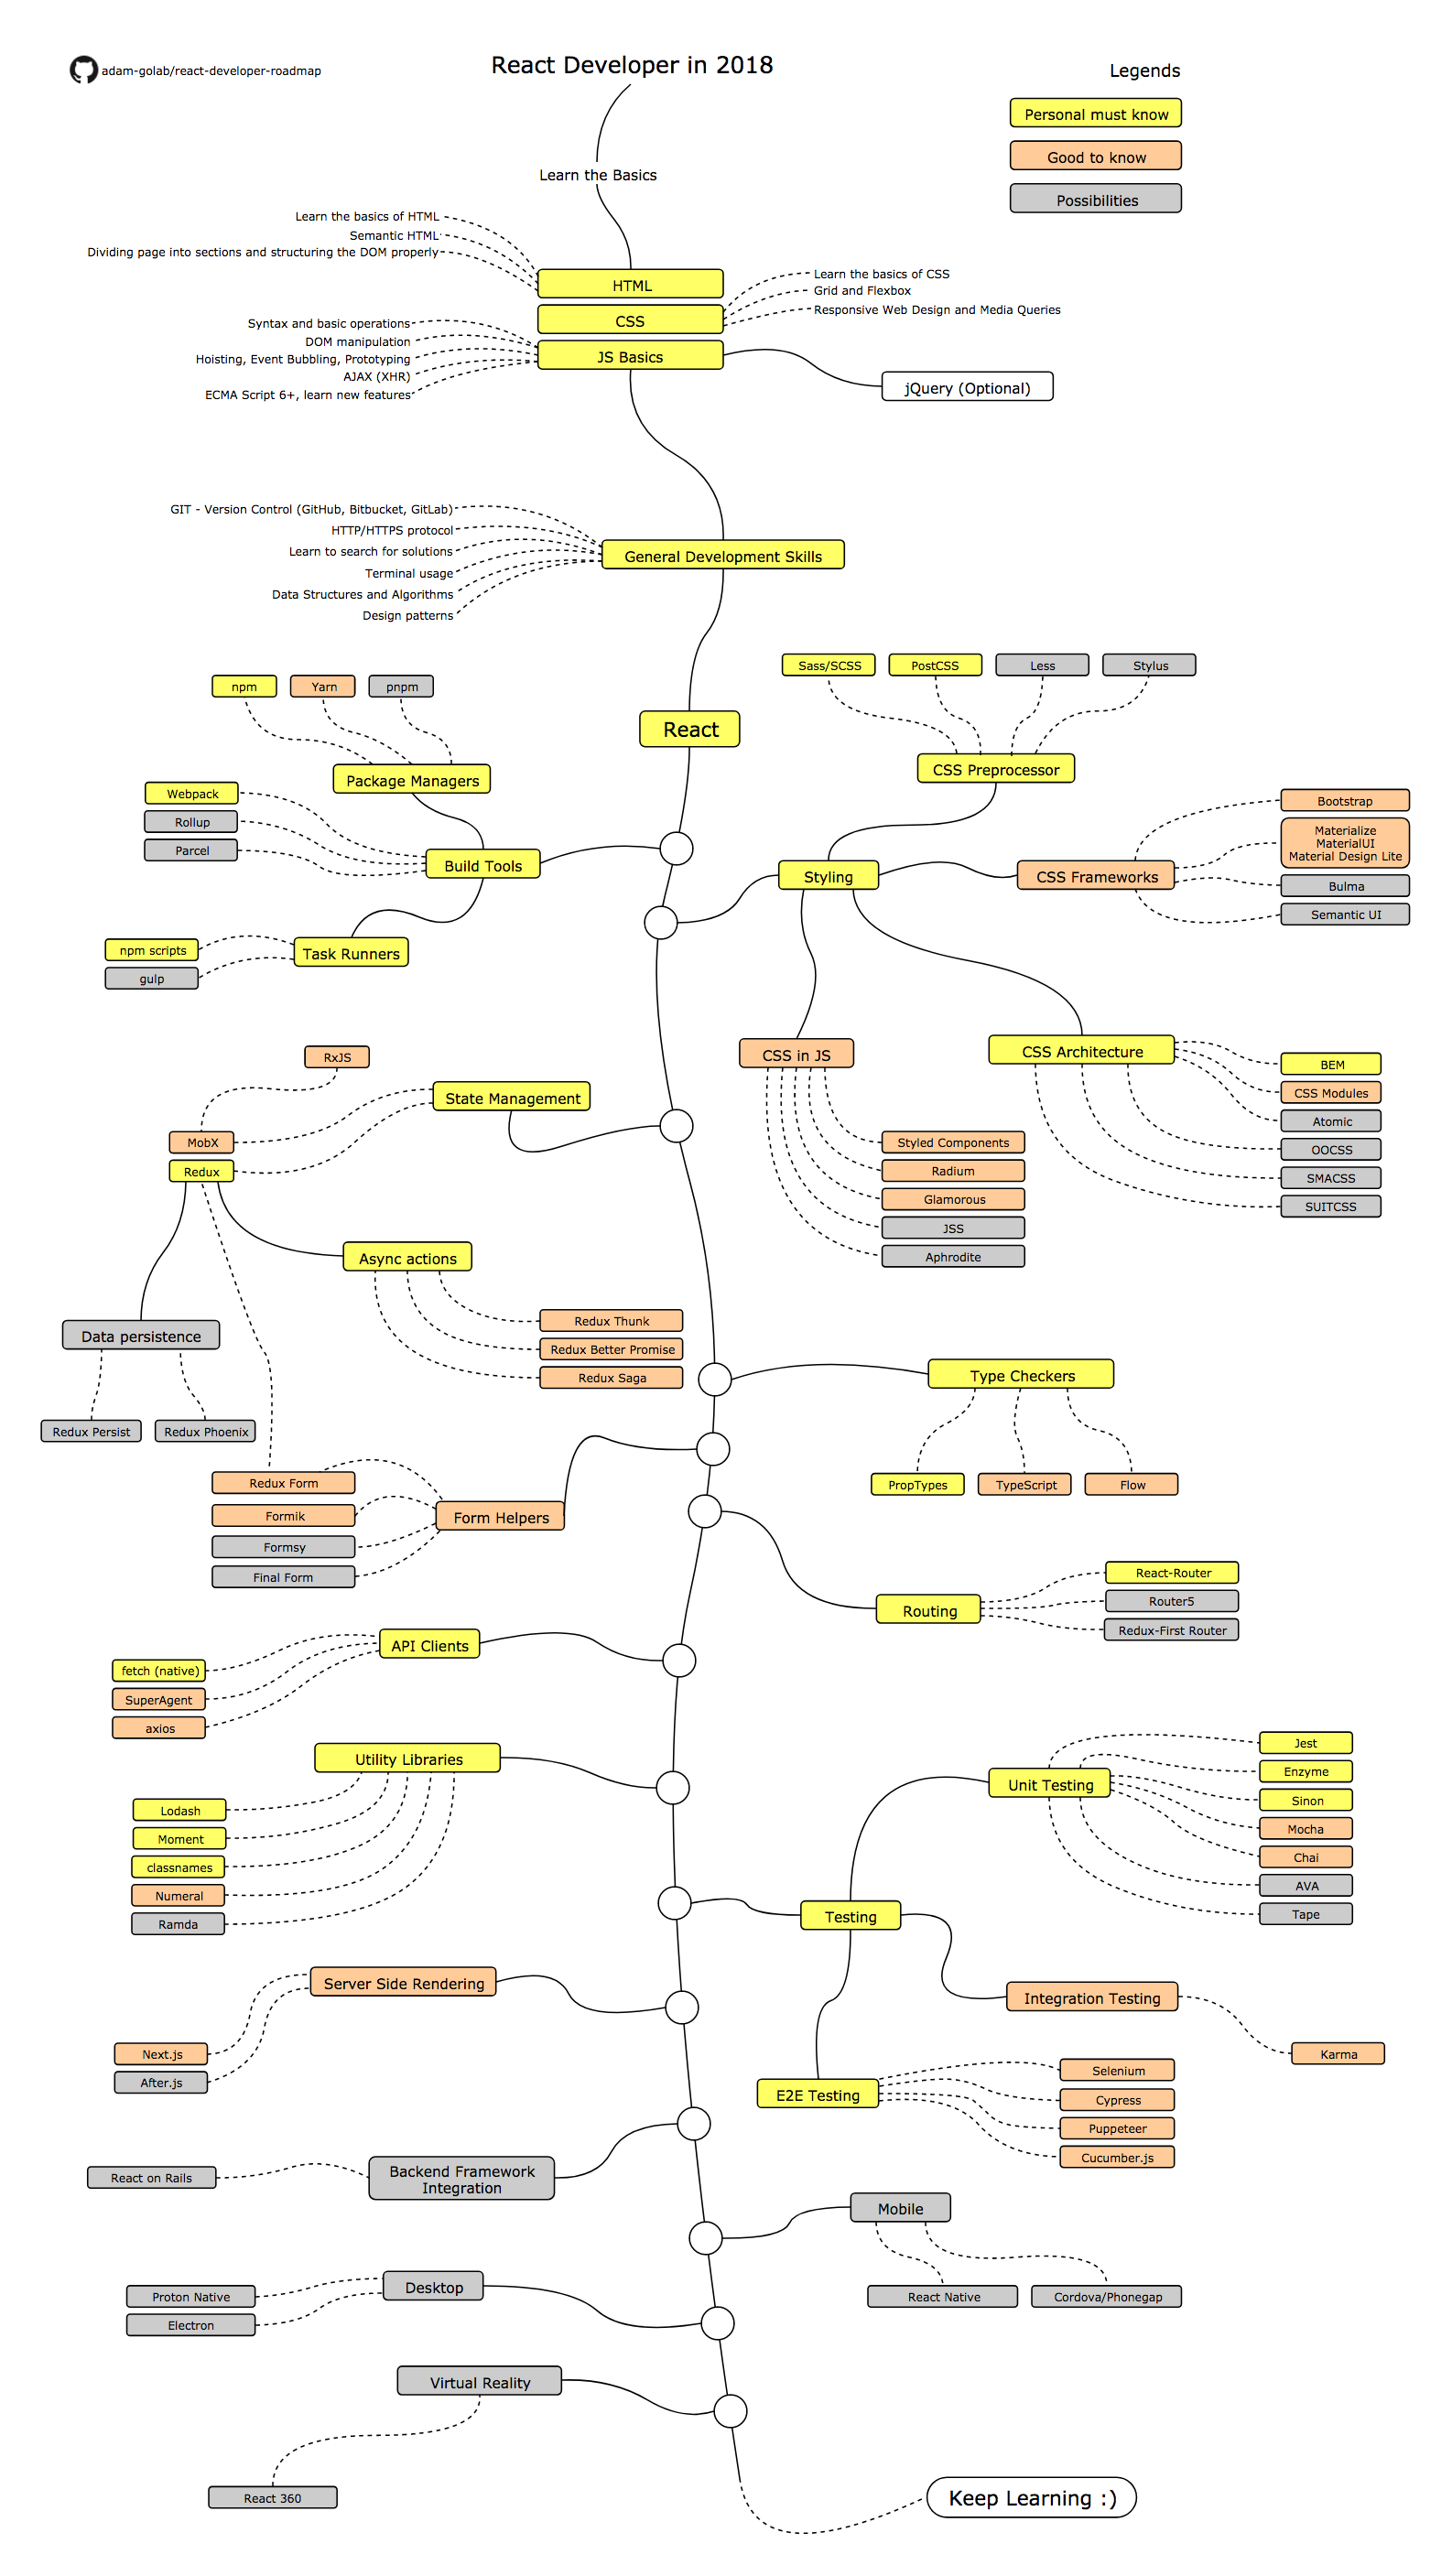 adam-golab/react-developer-roadmap
React Developer in 2018
Legends
Personal must know
Good to know
Possibilities
Learn the Basics
Learn the basics of HTML
Semantic HTML
Dividing page into sections and structuring the DOM properly
HTML
Learn the basics of CSS
Grid and Flexbox
Responsive Web Design and Media Queries
CSS
Syntax and basic operations
DOM manipulation
Hoisting, Event Bubbling, Prototyping
AJAX (XHR)
ECMA Script 6+, learn new features
JS Basics
jQuery (Optional)
GIT - Version Control (GitHub, Bitbucket, GitLab)
HTTP/HTTPS protocol
Learn to search for solutions
Terminal usage
Data Structures and Algorithms
Design patterns
General Development Skills
React
npm
Yarn
pnpm
Package Managers
Webpack
Rollup
Parcel
Build Tools
npm scripts
gulp
Task Runners
Sass/SCSS
PostCSS
Less
Stylus
CSS Preprocessor
Styling
CSS Frameworks
Bootstrap
Materialize
MaterialUI
Material Design Lite
Bulma
Semantic UI
CSS in JS
Styled Components
Radium
Glamorous
JSS
Aphrodite
CSS Architecture
BEM
CSS Modules
Atomic
OOCSS
SMACSS
SUITCSS
RxJS
State Management
MobX
Redux
Async actions
Redux Thunk
Redux Better Promise
Redux Saga
Data persistence
Redux Persist
Redux Phoenix
Type Checkers
PropTypes
TypeScript
Flow
Redux Form
Formik
Formsy
Final Form
Form Helpers
Routing
React-Router
Router5
Redux-First Router
API Clients
fetch (native)
SuperAgent
axios
Utility Libraries
Lodash
Moment
classnames
Numeral
Ramda
Testing
Unit Testing
Jest
Enzyme
Sinon
Mocha
Chai
AVA
Tape
Integration Testing
Karma
E2E Testing
Selenium
Cypress
Puppeteer
Cucumber.js
Server Side Rendering
Next.js
After.js
Backend Framework
Integration
React on Rails
Mobile
React Native
Cordova/Phonegap
Desktop
Proton Native
Electron
Virtual Reality
React 360
Keep Learning :)